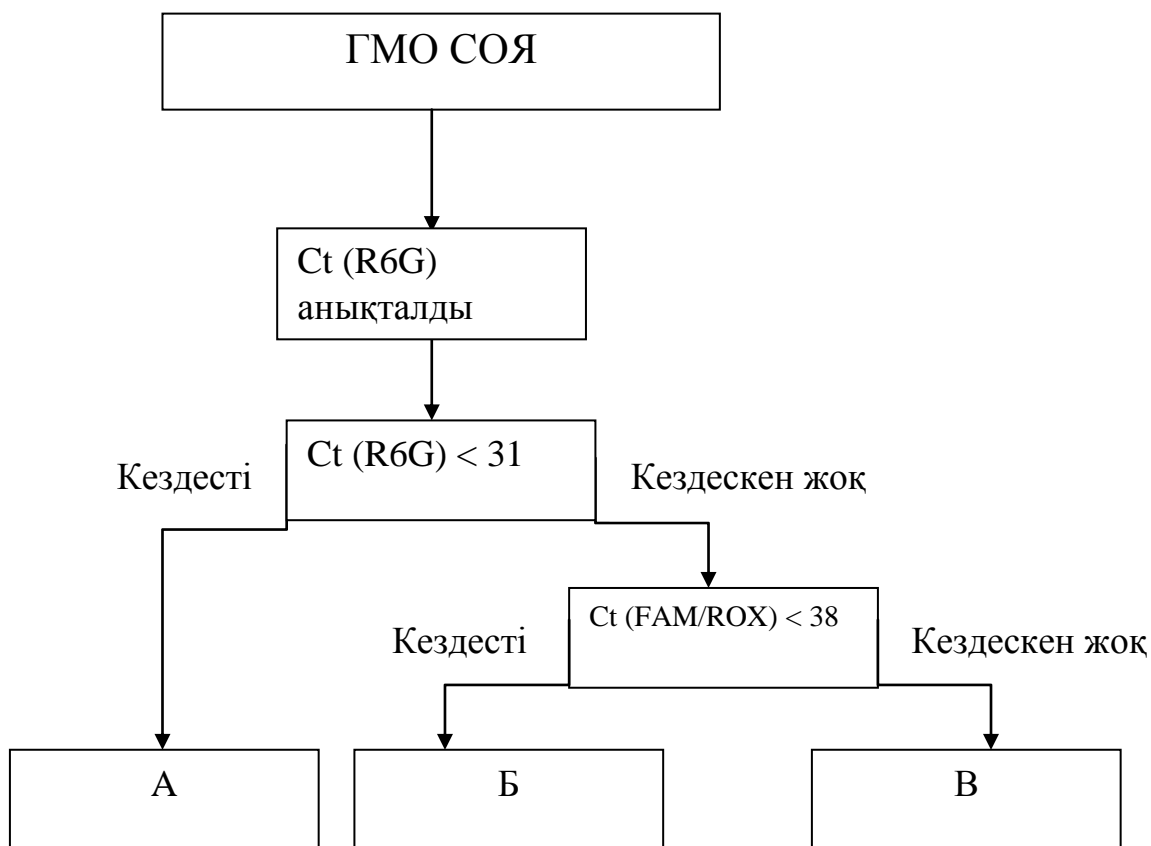 ГМО СОЯ
Ct (R6G)
анықталды
Ct (R6G) < 31
Кездесті
Кездескен жоқ
Ct (FAM/ROX) < 38
Кездесті
Кездескен жоқ
А
Б
В